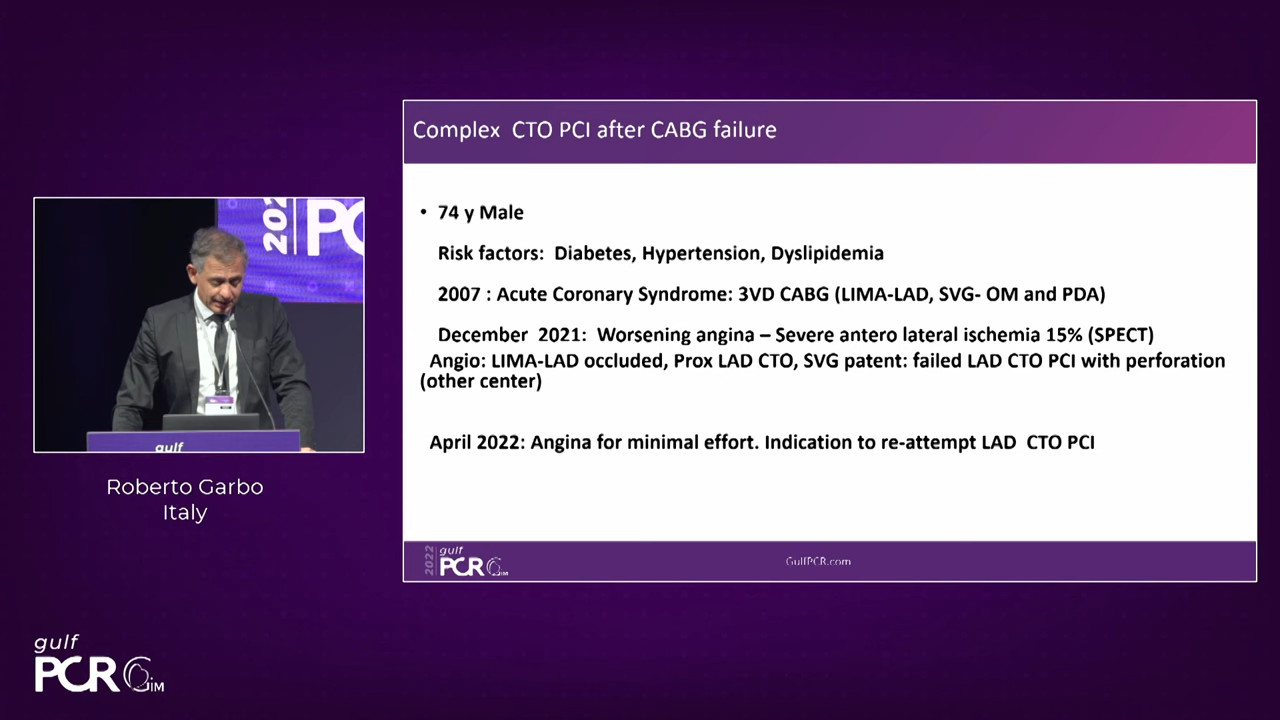 202
PC
gulf
Roberto Garbo
Italy
gulf
PCR GIM
Complex CTO PCI after CABG failure
• 74 y Male
Risk factors: Diabetes, Hypertension, Dyslipidemia
2007 : Acute Coronary Syndrome: 3VD CABG (LIMA-LAD, SVG- OM and PDA)
December 2021: Worsening angina – Severe antero lateral ischemia 15% (SPECT)
Angio: LIMA-LAD occluded, Prox LAD CTO, SVG patent: failed LAD CTO PCI with perforation
(other center)
April 2022: Angina for minimal effort. Indication to re-attempt LAD CTO PCI
2022
gulf
PCR GIM
GulfPCR.com